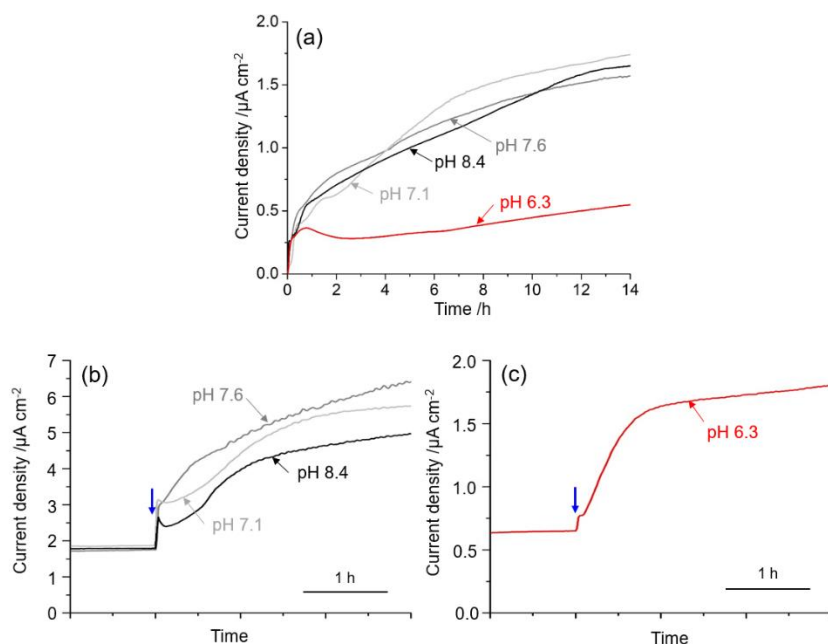 (a)
Current density /μA cm⁻²
2.0
1.5
1.0
0.5
0.0
pH 7.6
pH 8.4
pH 7.1
pH 6.3
0 2 4 6 8 10 12 14
Time /h
(b)
Current density /μA cm⁻²
7
6
5
4
3
2
1
0
pH 7.6
pH 8.4
pH 7.1
1 h
Time
(c)
Current density /μA cm⁻²
2.0
1.5
1.0
0.5
0.0
pH 6.3
1 h
Time